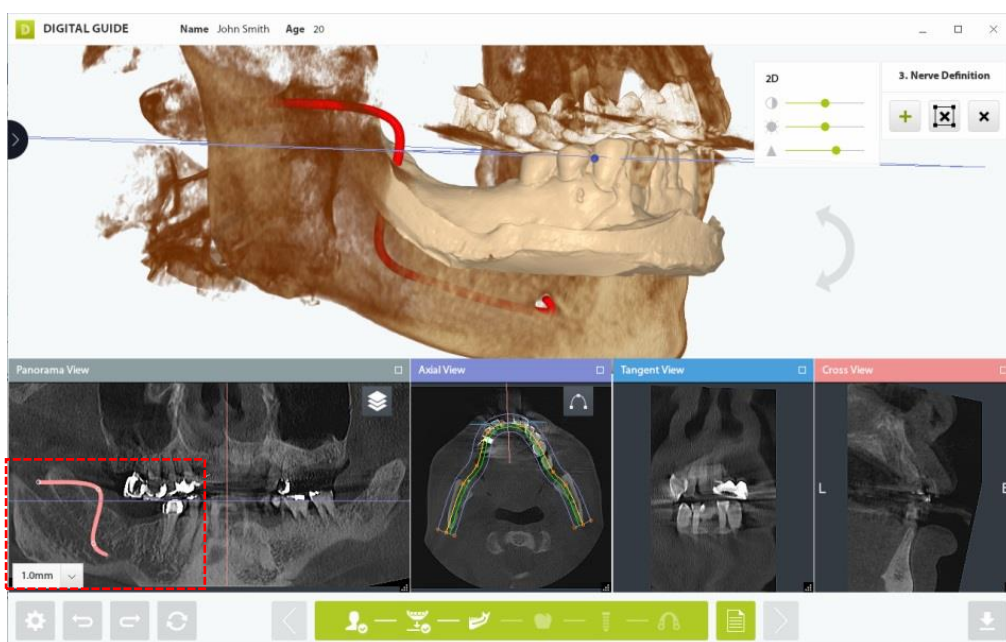 D DIGITAL GUIDE Name John Smith Age 20
2D
3. Nerve Definition
Panorama View
Axial View
Tangent View
Cross View
L
1.0mm